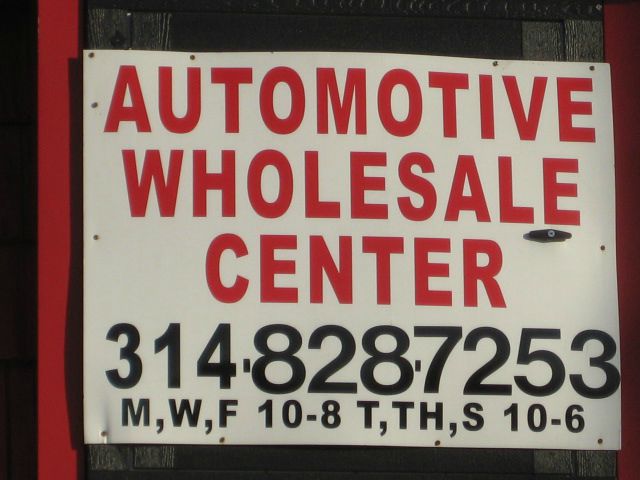 AUTOMOTIVE
WHOLESALE
CENTER
314-828-7253
M,W,F 10-8 T,TH,S 10-6